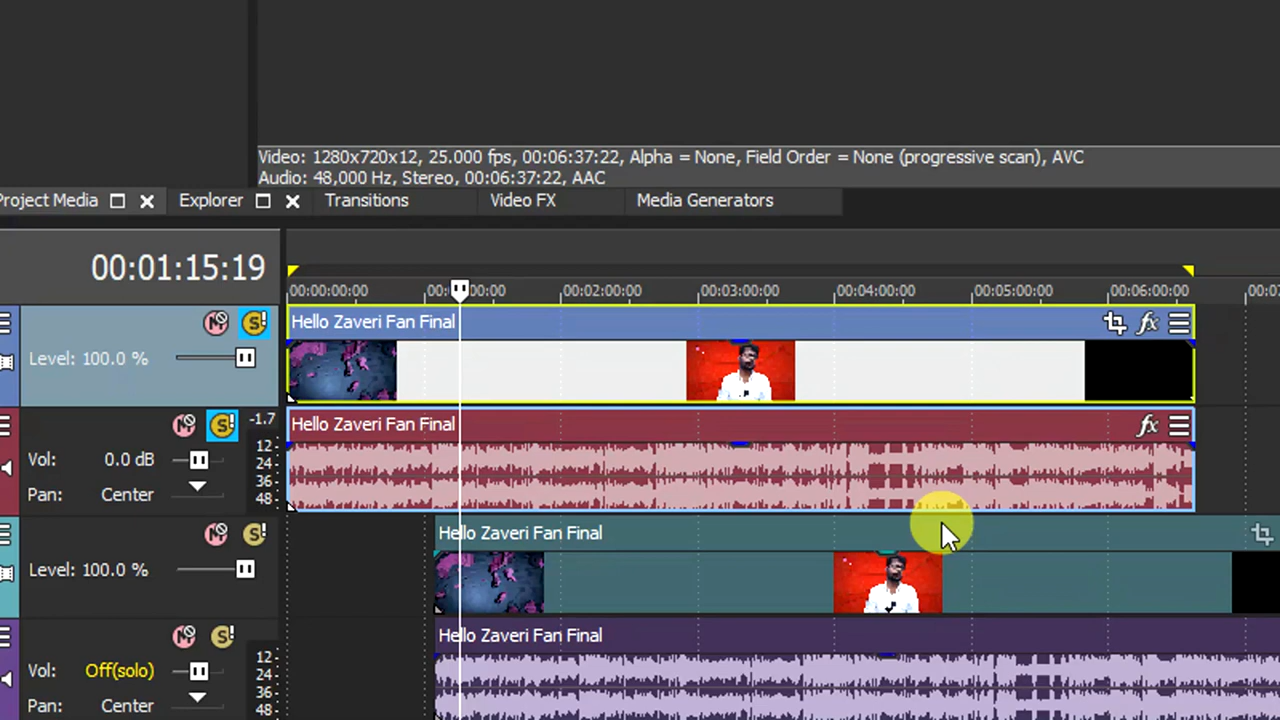 Video: 1280x720x12, 25.000 fps, 00:06:37:22, Alpha = None, Field Order = None (progressive scan), AVC
Audio: 48,000 Hz, Stereo, 00:06:37:22, AAC
Project Media Explorer Transitions Video FX Media Generators
00:01:15:19
00:00:00:00 00:02:00:00 00:03:00:00 00:04:00:00 00:05:00:00 00:06:00:00
Hello Zaveri Fan Final fx
Level: 100.0 %
Hello Zaveri Fan Final fx
-1.7
12
24
36
48
Vol: 0.0 dB
Pan: Center
Hello Zaveri Fan Final
Level: 100.0 %
Hello Zaveri Fan Final
12
24
36
48
Vol: Off(solo)
Pan: Center